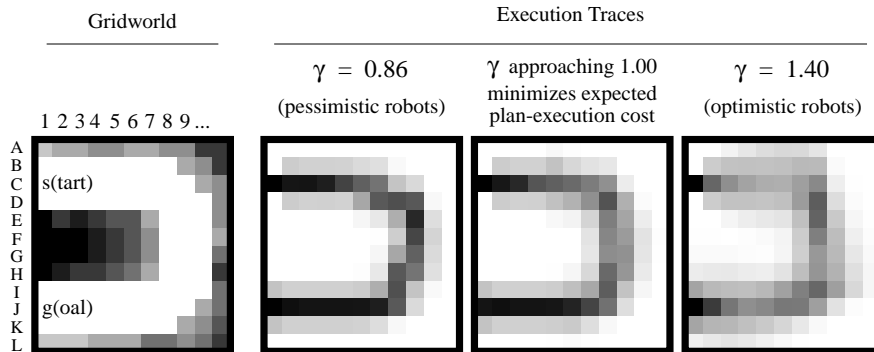 Gridworld
Execution Traces
γ = 0.86
(pessimistic robots)
γ approaching 1.00
minimizes expected
plan-execution cost
γ = 1.40
(optimistic robots)
1 2 3 4 5 6 7 8 9 ...
A
B
C
D
E
F
G
H
I
J
K
L
s(tart)
g(oal)